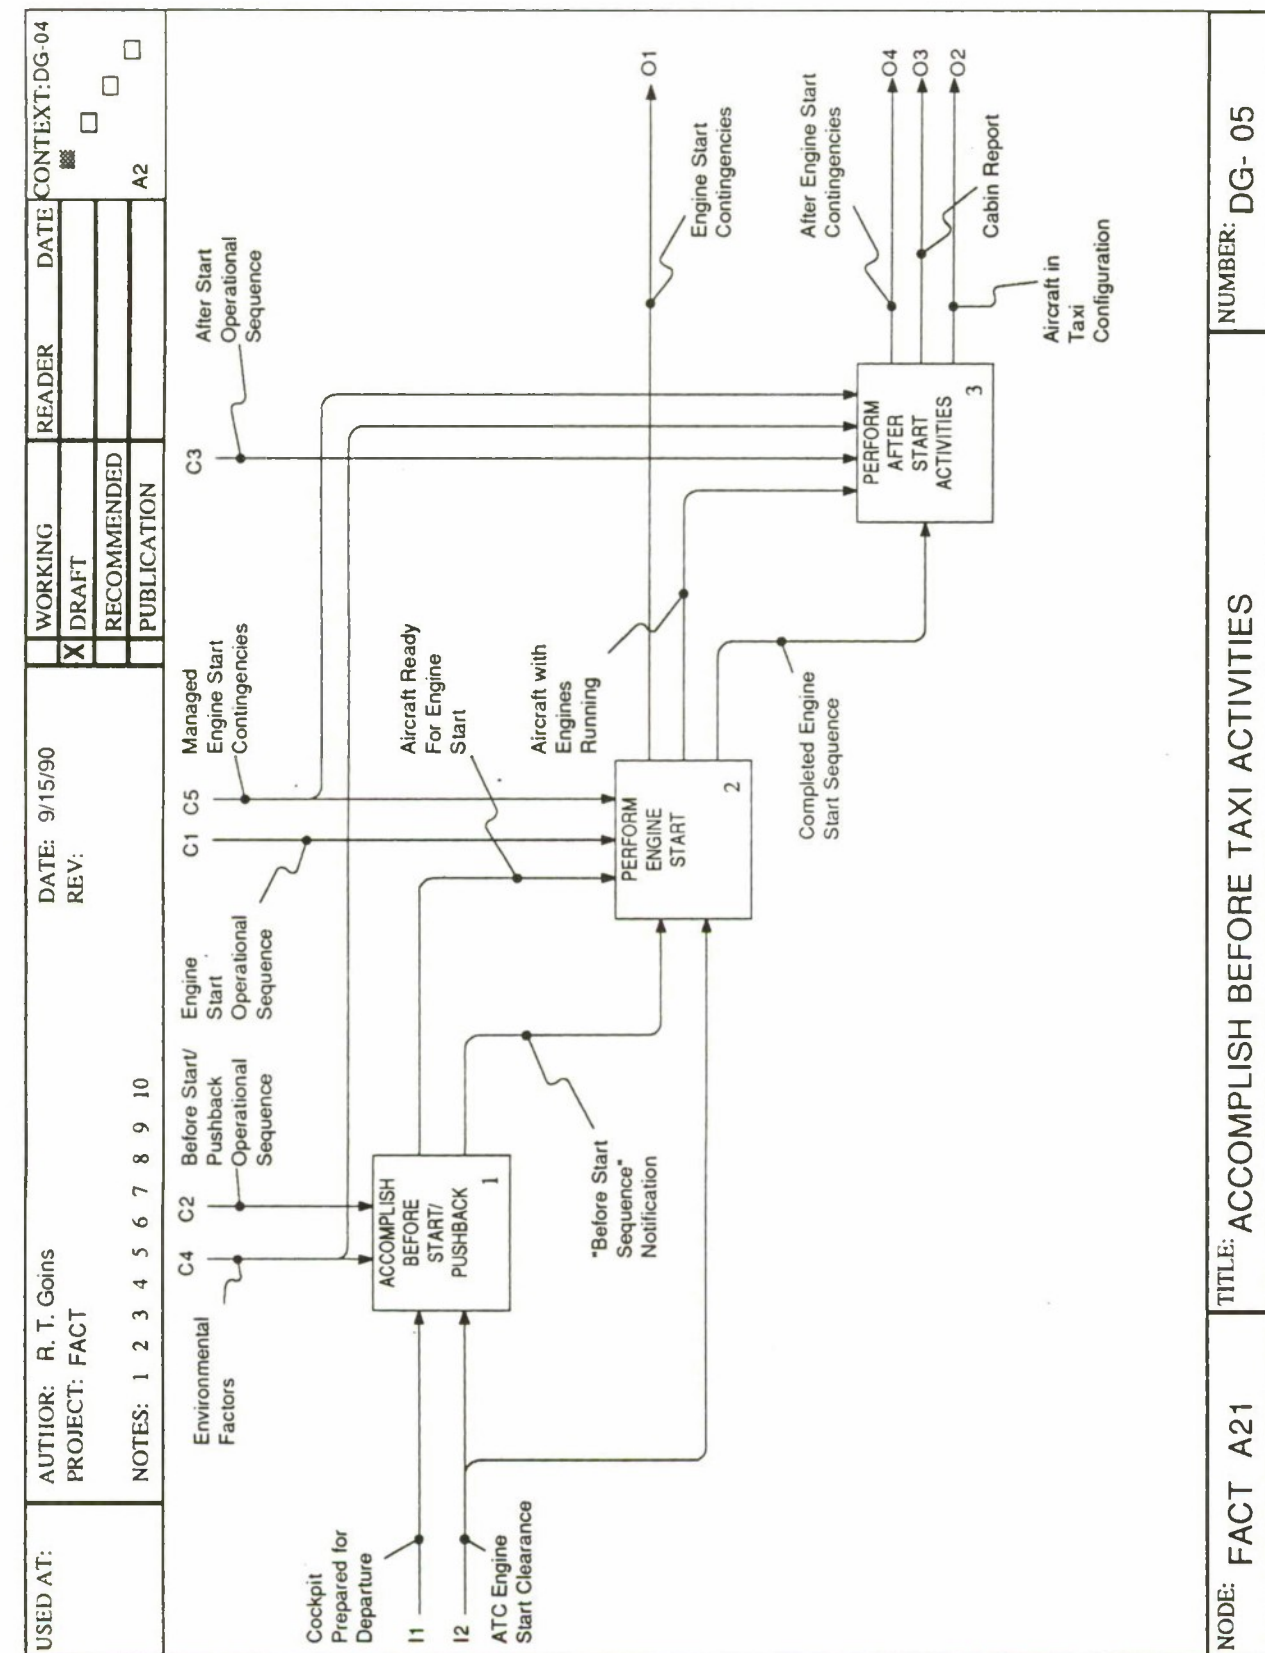 USED AT:
AUTHOR: R. T. Goins
PROJECT: FACT
NOTES: 1 2 3 4 5 6 7 8 9 10
DATE: 9/15/90
REV:
WORKING
X DRAFT
RECOMMENDED
PUBLICATION
READER DATE
CONTEXT:DG-04
A2
C4
C2
C1
C5
C3
Environmental
Factors
Before Start/
Pushback
Operational
Sequence
Engine
Start
Operational
Sequence
Managed
Engine Start
Contingencies
After Start
Operational
Sequence
Cockpit
Prepared for
Departure
I1
I2
ATC Engine
Start Clearance
ACCOMPLISH
BEFORE
START/
PUSHBACK
1
Aircraft Ready
For Engine
Start
"Before Start
Sequence"
Notification
PERFORM
ENGINE
START
2
Aircraft with
Engines
Running
Completed Engine
Start Sequence
Engine Start
Contingencies
O1
PERFORM
AFTER
START
ACTIVITIES
3
After Engine Start
Contingencies
Cabin Report
Aircraft in
Taxi
Configuration
O4
O3
O2
NODE: FACT A21
TITLE: ACCOMPLISH BEFORE TAXI ACTIVITIES
NUMBER: DG- 05